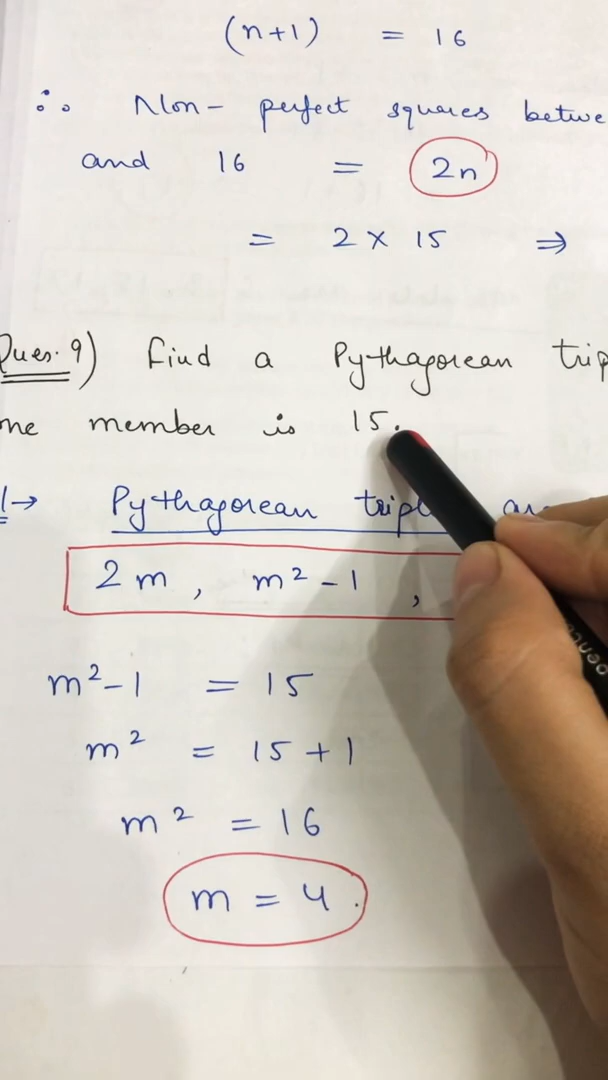 (n+1) = 16
∴ Non- perfect squares betwe
and 16 = 2n
= 2 × 15 ⇒
Ques. 9) Find a Pythagorean trip
one member is 15.
Pythagorean tripl
2m , m²-1 ,
m²-1 = 15
m² = 15 + 1
m² = 16
m = 4.